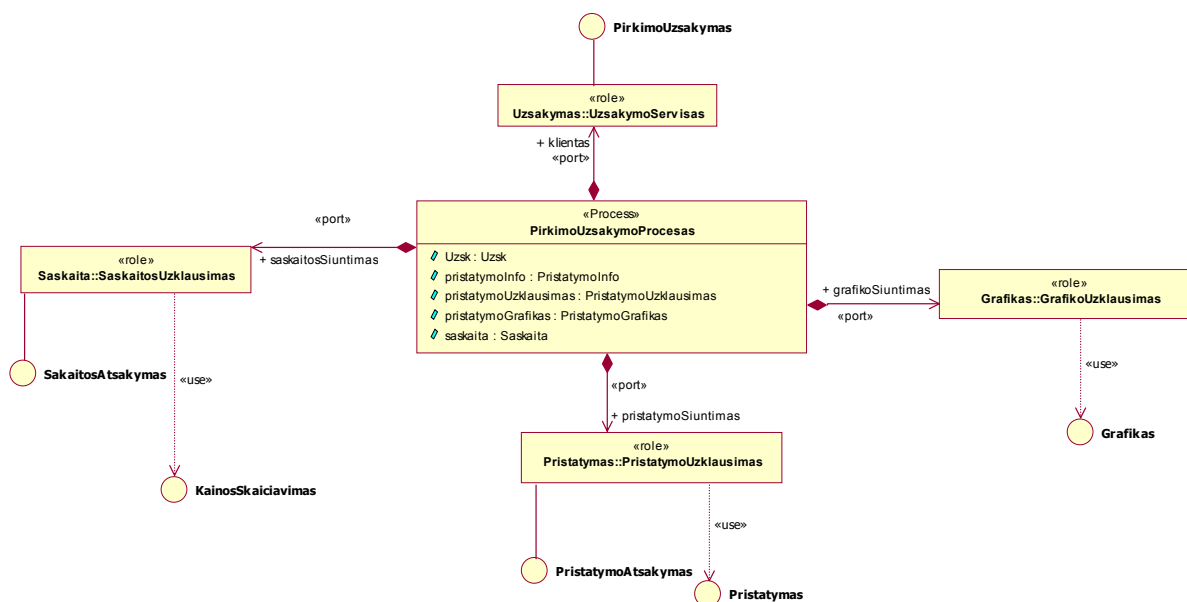 PirkimoUzsakymas
«role»
Uzsakymas::UzsakymoServisas
+ klientas
«port»
«Process»
PirkimoUzsakymoProcesas
Uzsk : Uzsk
pristatymoInfo : PristatymoInfo
pristatymoUzklausimas : PristatymoUzklausimas
pristatymoGrafikas : PristatymoGrafikas
saskaita : Saskaita
«port»
+ saskaitosSiuntimas
«role»
Saskaita::SaskaitosUzklausimas
SakaitosAtsakymas
«use»
KainosSkaiciavimas
+ grafikoSiuntimas
«port»
«role»
Grafikas::GrafikoUzklausimas
«use»
Grafikas
«port»
+ pristatymoSiuntimas
«role»
Pristatymas::PristatymoUzklausimas
«use»
PristatymoAtsakymas
Pristatymas